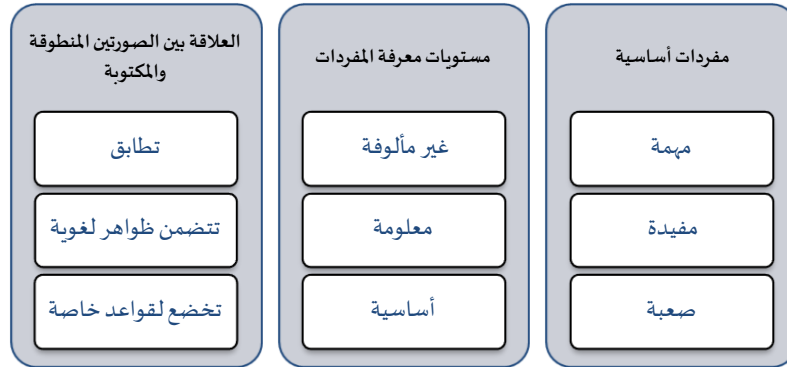 مفردات أساسية
مهمة
مفيدة
صعبة
مستويات معرفة المفردات
غير مألوفة
معلومة
أساسية
العلاقة بين الصورتين المنطوقة
والمكتوبة
تطابق
تتضمن ظواهر لغوية
تخضع لقواعد خاصة